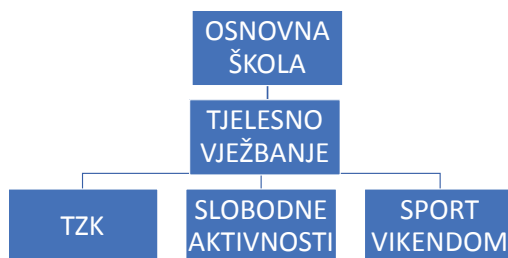 OSNOVNA
ŠKOLA
TJELESNO
VJEŽBANJE
TZK
SLOBODNE
AKTIVNOSTI
SPORT
VIKENDOM